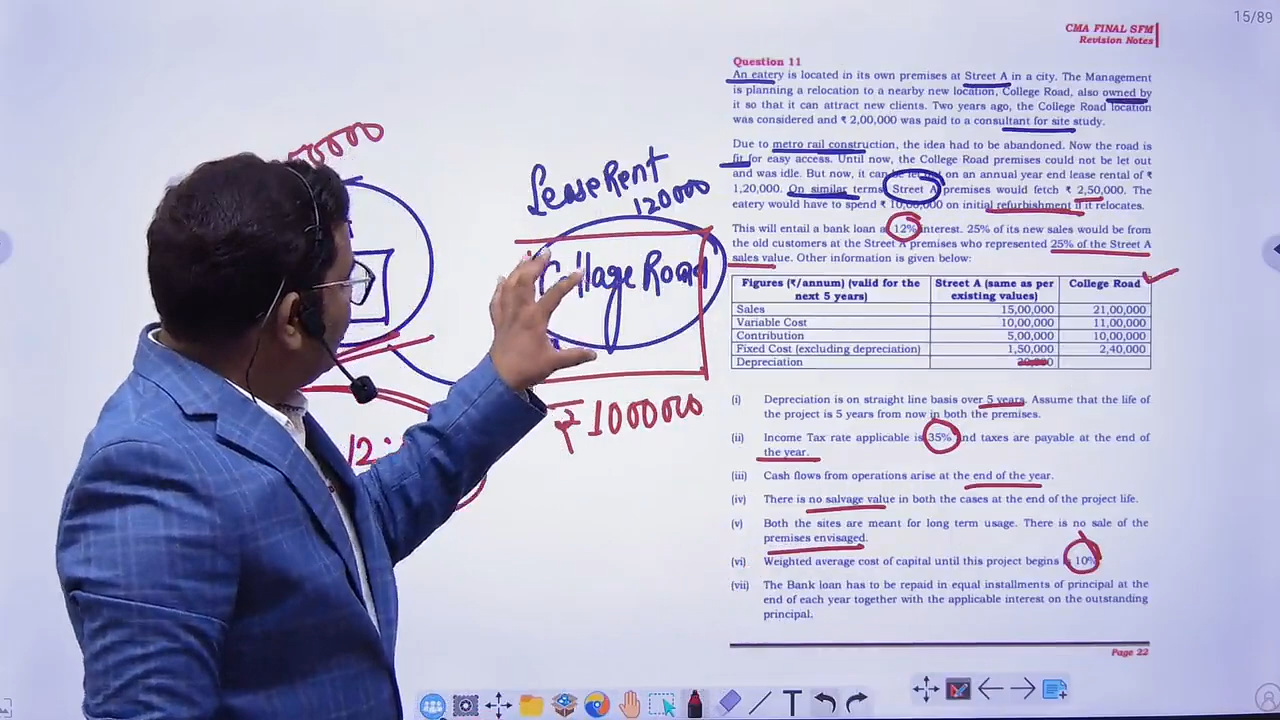 15/89
CMA FINAL SFM
Revision Notes
Question 11
An eatery is located in its own premises at Street A in a city. The Management
is planning a relocation to a nearby new location, College Road, also owned by
it so that it can attract new clients. Two years ago, the College Road location
was considered and ₹ 2,00,000 was paid to a consultant for site study.
Due to metro rail construction, the idea had to be abandoned. Now the road is
fit for easy access. Until now, the College Road premises could not be let out
and was idle. But now, it can be let out on an annual year end lease rental of ₹
1,20,000. On similar terms, Street A premises would fetch ₹ 2,50,000. The
eatery would have to spend ₹ 10,00,000 on initial refurbishment if it relocates.
This will entail a bank loan at 12% interest. 25% of its new sales would be from
the old customers at the Street A premises who represented 25% of the Street A
sales value. Other information is given below:
Figures (₹/annum) (valid for the next 5 years) Street A (same as per existing values) College Road
Sales 15,00,000 21,00,000
Variable Cost 10,00,000 11,00,000
Contribution 5,00,000 10,00,000
Fixed Cost (excluding depreciation) 1,50,000 2,40,000
Depreciation
(i) Depreciation is on straight line basis over 5 years. Assume that the life of
the project is 5 years from now in both the premises.
(ii) Income Tax rate applicable is 35% and taxes are payable at the end of
the year.
(iii) Cash flows from operations arise at the end of the year.
(iv) There is no salvage value in both the cases at the end of the project life.
(v) Both the sites are meant for long term usage. There is no sale of the
premises envisaged.
(vi) Weighted average cost of capital until this project begins is 10%
(vii) The Bank loan has to be repaid in equal installments of principal at the
end of each year together with the applicable interest on the outstanding
principal.
Page 22
Lease Rent
120000
Collage Road
₹ 1000000
12.